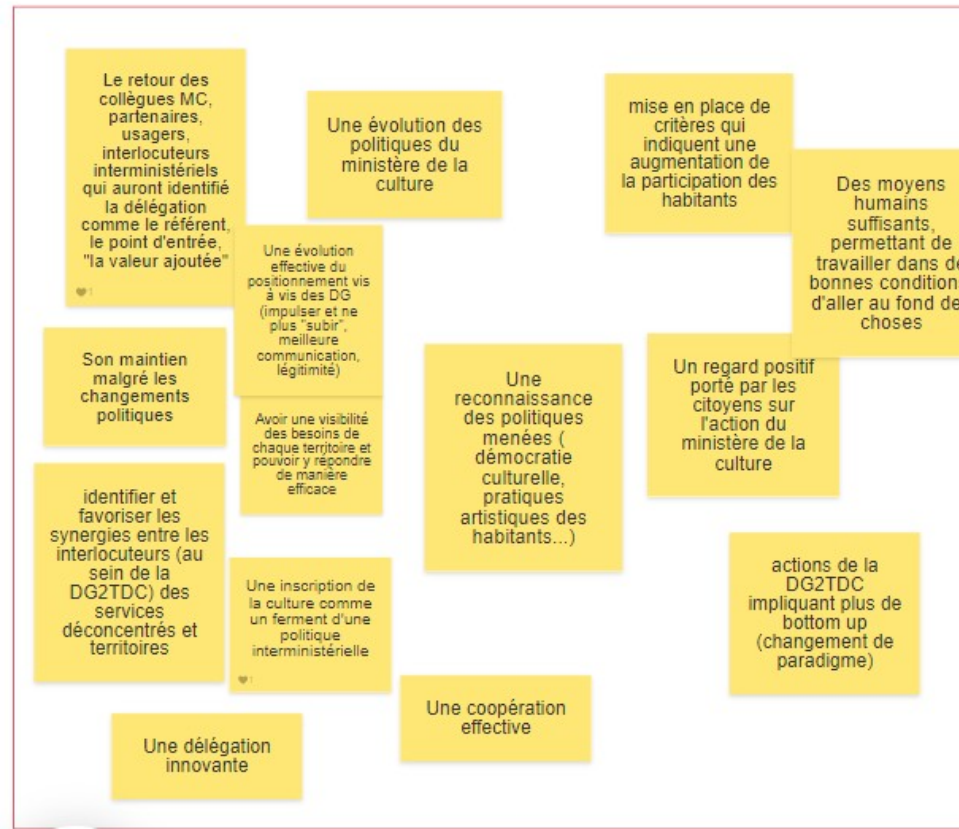 Le retour des
collègues MC,
partenaires,
usagers,
interlocuteurs
interministériels
qui auront identifié
la délégation
comme le référent,
le point d'entrée,
"la valeur ajoutée"
1
Une évolution des
politiques du
ministère de la
culture
mise en place de
critères qui
indiquent une
augmentation de
la participation des
habitants
Des moyens
humains
suffisants,
permettant de
travailler dans de
bonnes condition
d'aller au fond de
choses
Une évolution
effective du
positionnement vis
à vis des DG
(impulser et ne
plus "subir",
meilleure
communication,
légitimité)
Son maintien
malgré les
changements
politiques
Avoir une visibilité
des besoins de
chaque territoire et
pouvoir y répondre
de manière
efficace
Une
reconnaissance
des politiques
menées (
démocratie
culturelle,
pratiques
artistiques des
habitants...)
Un regard positif
porté par les
citoyens sur
l'action du
ministère de la
culture
identifier et
favoriser les
synergies entre les
interlocuteurs (au
sein de la
DG2TDC) des
services
déconcentrés et
territoires
Une inscription de
la culture comme
un ferment d'une
politique
interministérielle
1
actions de la
DG2TDC
impliquant plus de
bottom up
(changement de
paradigme)
Une coopération
effective
Une délégation
innovante